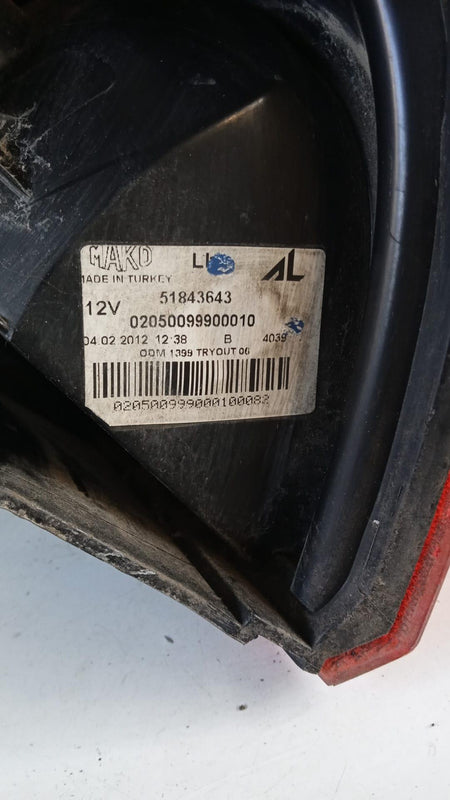 MAKO
MADE IN TURKEY
AL
12V 51843643
02050099900010
04.02.2012 12:38 B 4039
ODM 1399 TRYOUT 06
020500999000100082